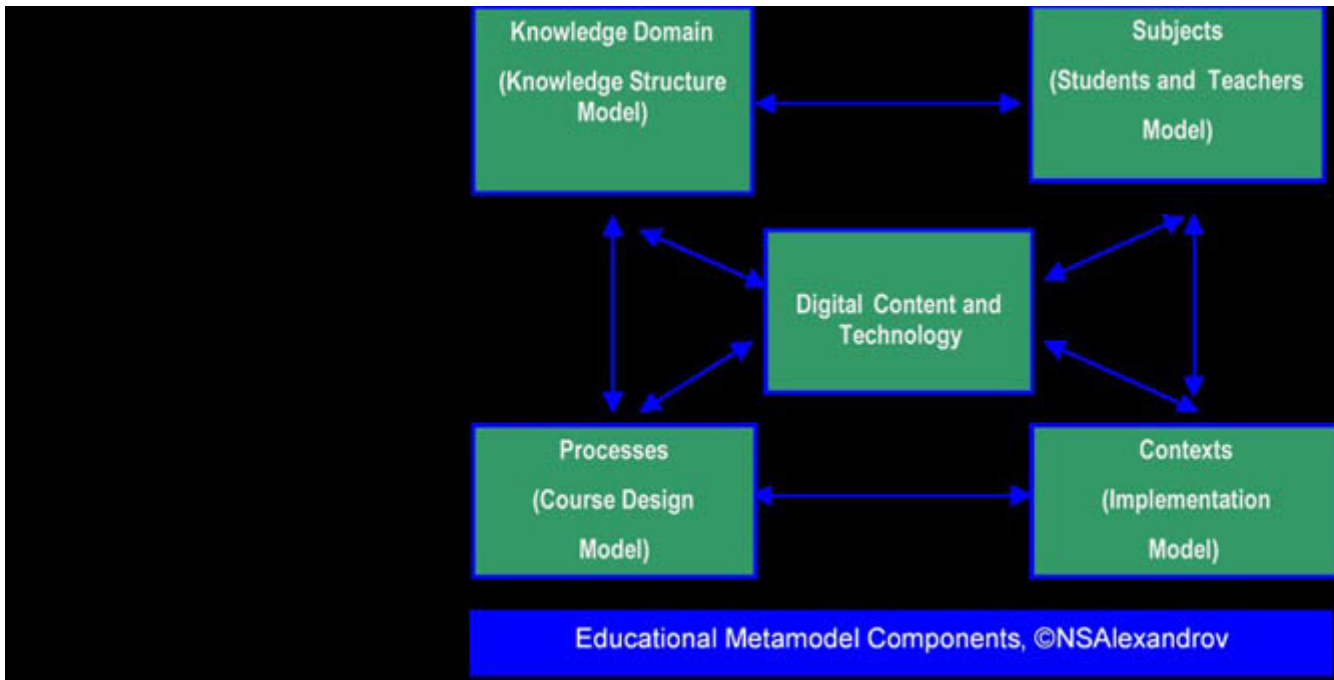 Knowledge Domain
(Knowledge Structure
Model)
Subjects
(Students and Teachers
Model)
Digital Content and
Technology
Processes
(Course Design
Model)
Contexts
(Implementation
Model)
Educational Metamodel Components, ©NSAlexandrov